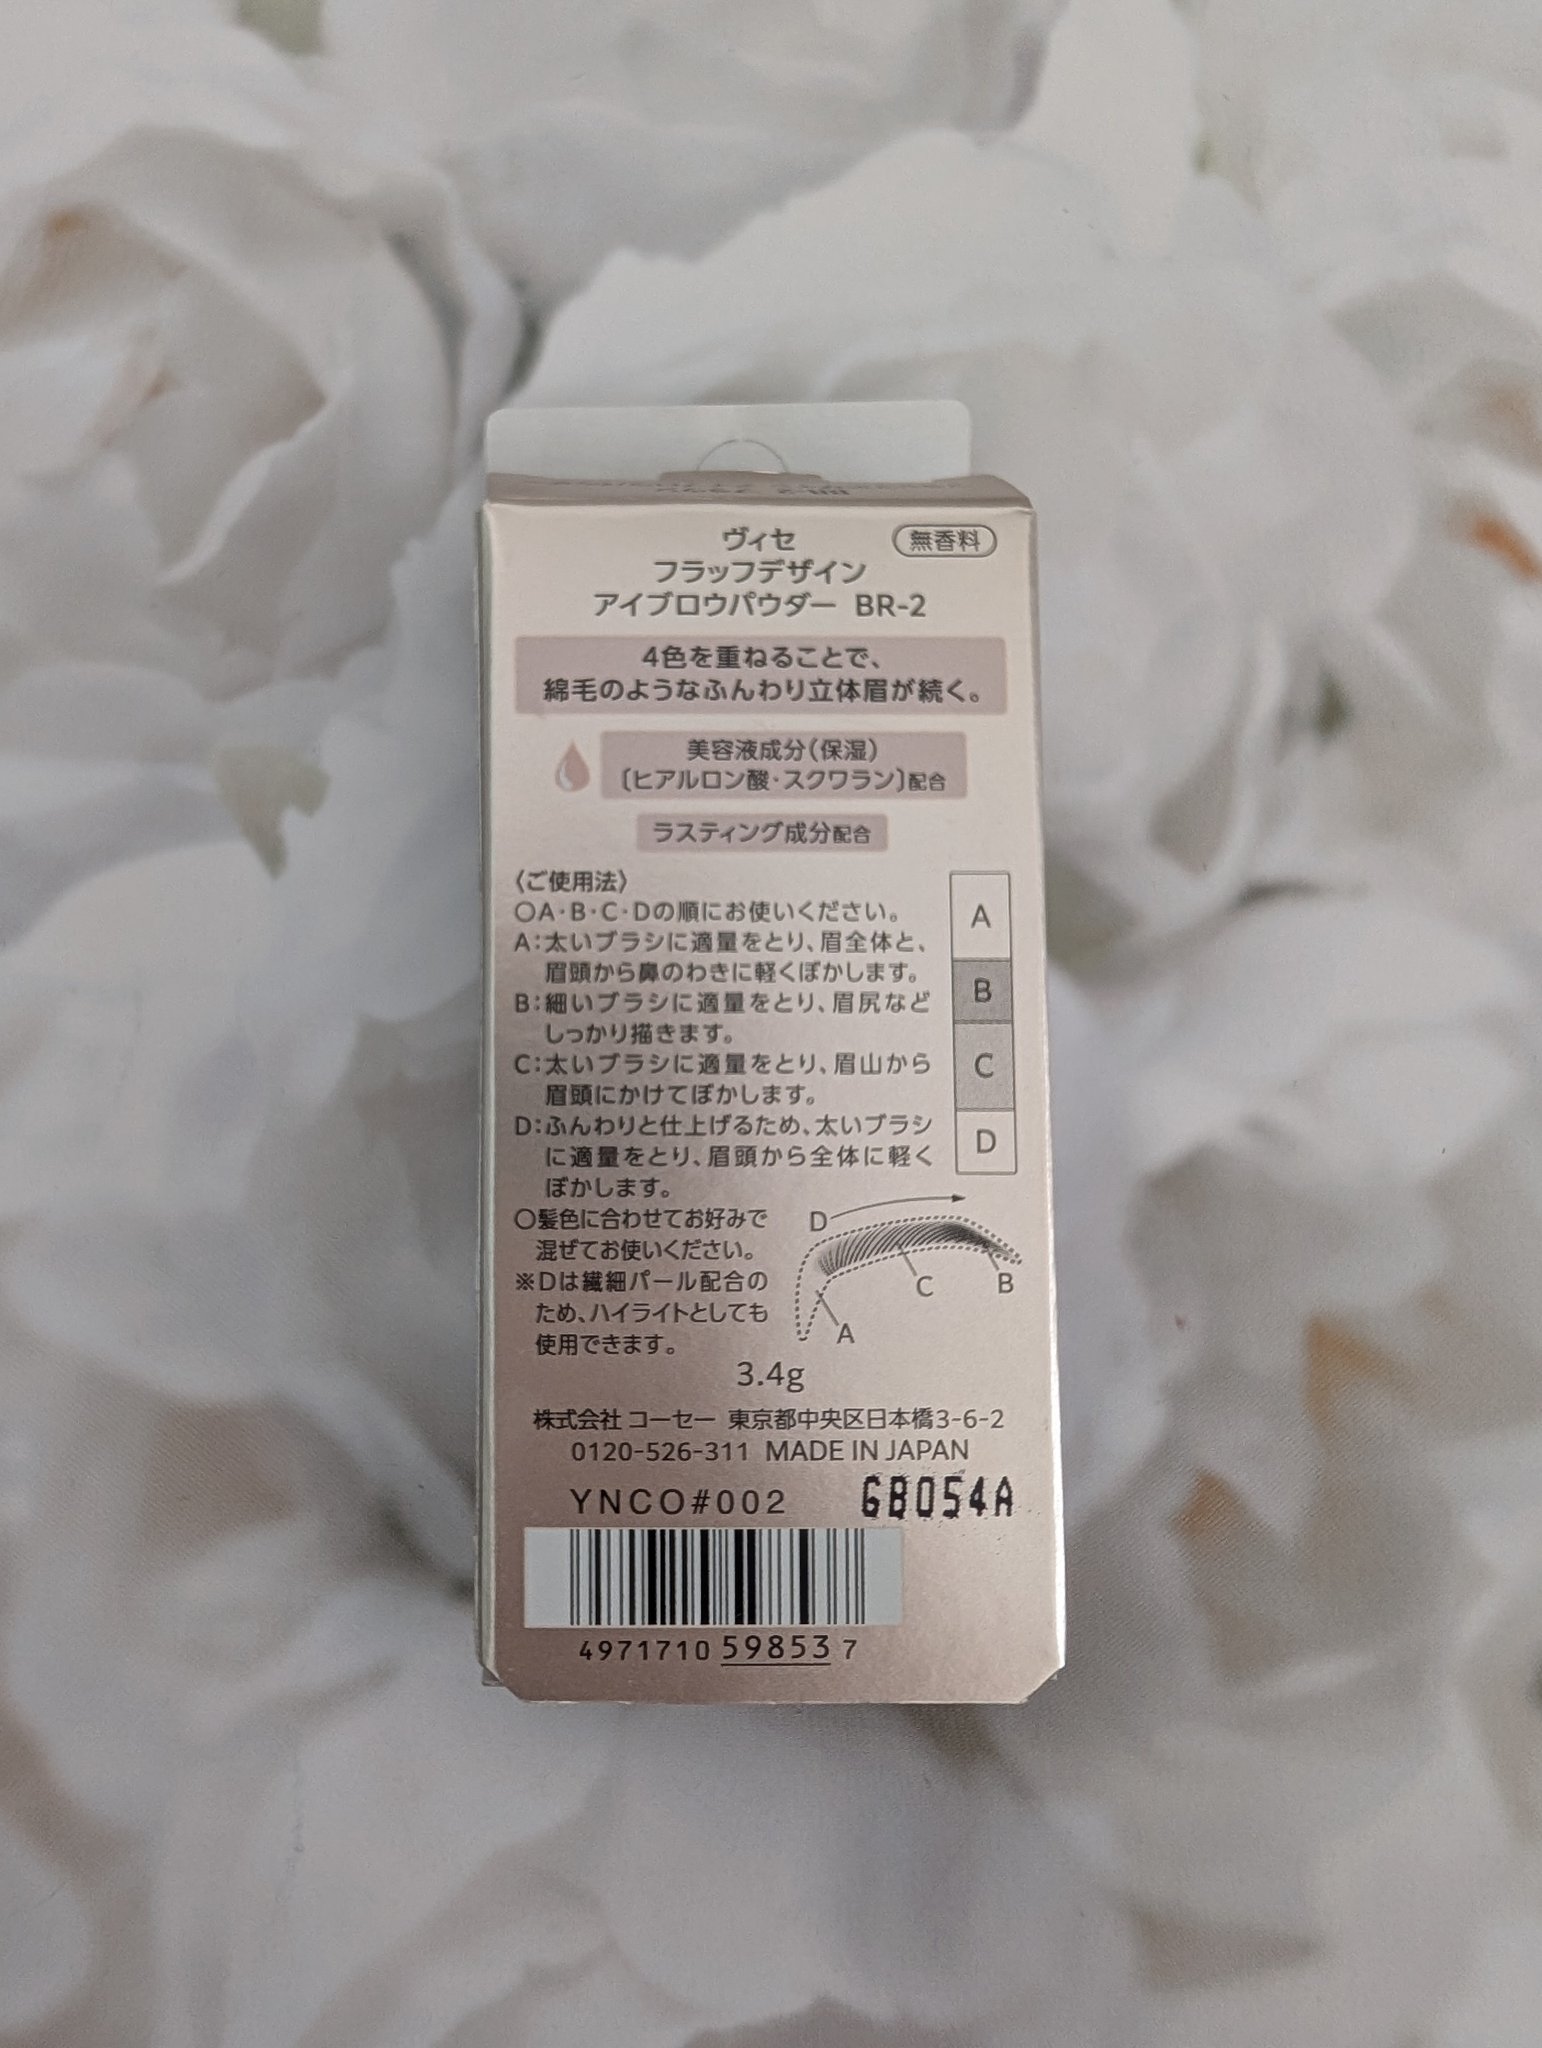 ヴィセ
無香料
フラッフデザイン
アイブロウパウダー BR-2
4色を重ねることで、
綿毛のようなふんわり立体眉が続く。
美容液成分(保湿)
〔ヒアルロン酸・スクワラン〕配合
ラスティング成分配合
〈ご使用法〉
○A・B・C・Dの順にお使いください。
A:太いブラシに適量をとり、眉全体と、
眉頭から鼻のわきに軽くぼかします。
B:細いブラシに適量をとり、眉尻など
しっかり描きます。
C:太いブラシに適量をとり、眉山から
眉頭にかけてぼかします。
D:ふんわりと仕上げるため、太いブラシ
に適量をとり、眉頭から全体に軽く
ぼかします。
A
B
C
D
○髪色に合わせてお好みで
混ぜてお使いください。
※Dは繊細パール配合の
ため、ハイライトとしても
使用できます。
D
C
B
A
3.4g
株式会社 コーセー 東京都中央区日本橋3-6-2
0120-526-311 MADE IN JAPAN
YNCO#002 GB054A
4971710 59853 7